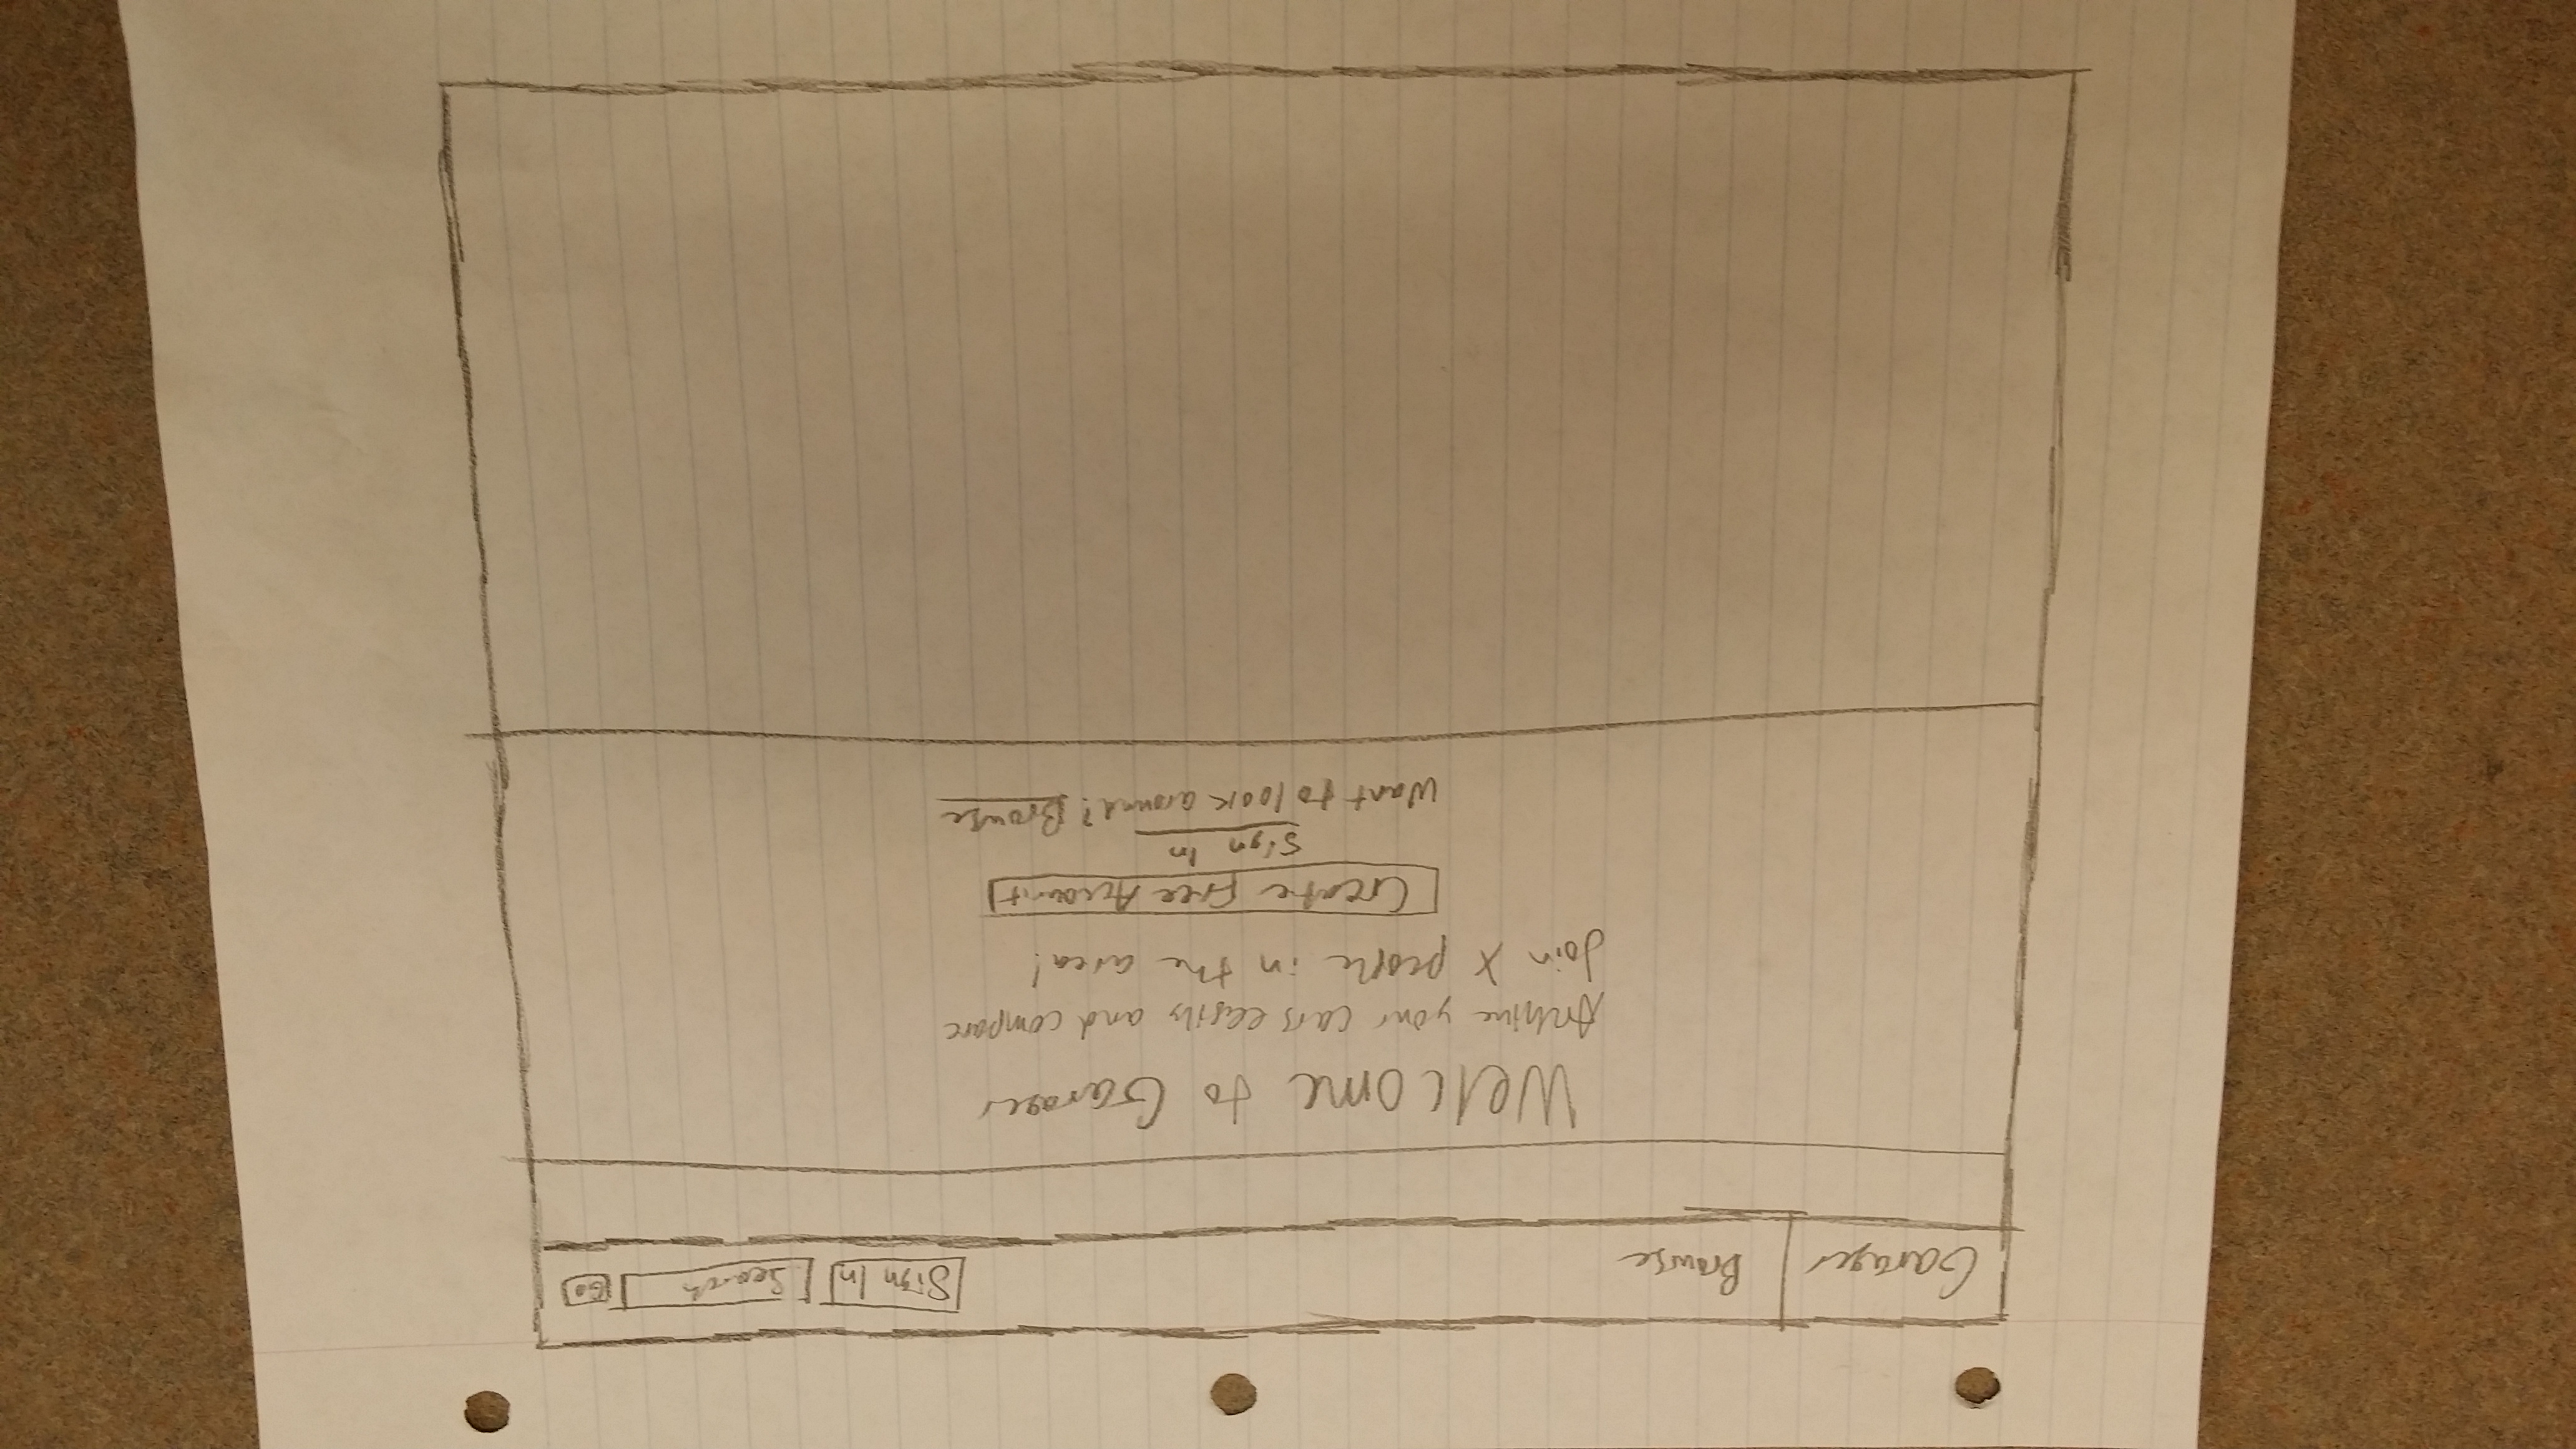 Garager Browse Sign In Search Go
Welcome to Garager
Archive your cars easily and compare
Join X people in the area!
Create Free Account
Sign In
Want to look around? Browse